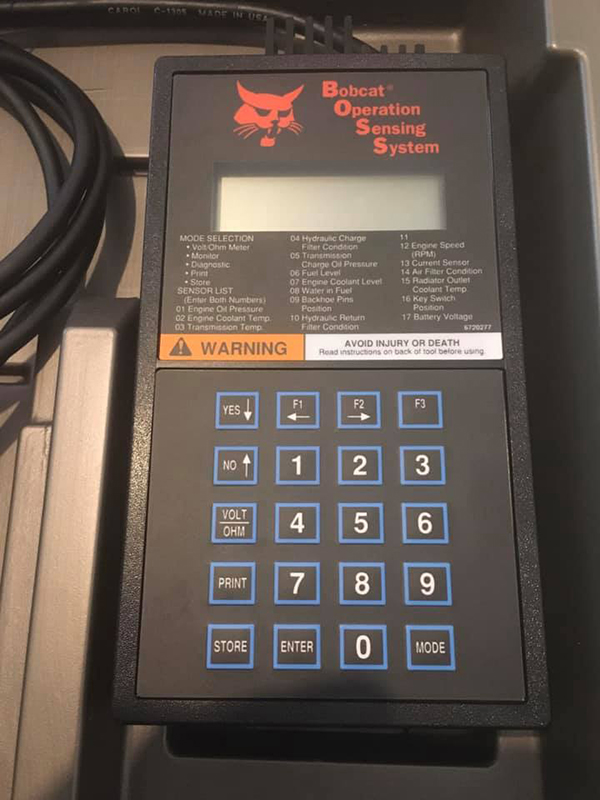 CAROL C-1305 MADE IN USA
Bobcat®
Operation
Sensing
System
MODE SELECTION
• Volt/Ohm Meter
• Monitor
• Diagnostic
• Print
• Store
SENSOR LIST
(Enter Both Numbers)
01 Engine Oil Pressure
02 Engine Coolant Temp.
03 Transmission Temp.
04 Hydraulic Charge
Filter Condition
05 Transmission
Charge Oil Pressure
06 Fuel Level
07 Engine Coolant Level
08 Water in Fuel
09 Backhoe Pins
Position
10 Hydraulic Return
Filter Condition
11
12 Engine Speed
(RPM)
13 Current Sensor
14 Air Filter Condition
15 Radiator Outlet
Coolant Temp
16 Key Switch
Position
17 Battery Voltage
6720277
WARNING
AVOID INJURY OR DEATH
Read instructions on back of tool before using.
YES ↓ F1 ← F2 → F3
NO ↑ 1 2 3
VOLT
OHM 4 5 6
PRINT 7 8 9
STORE ENTER 0 MODE